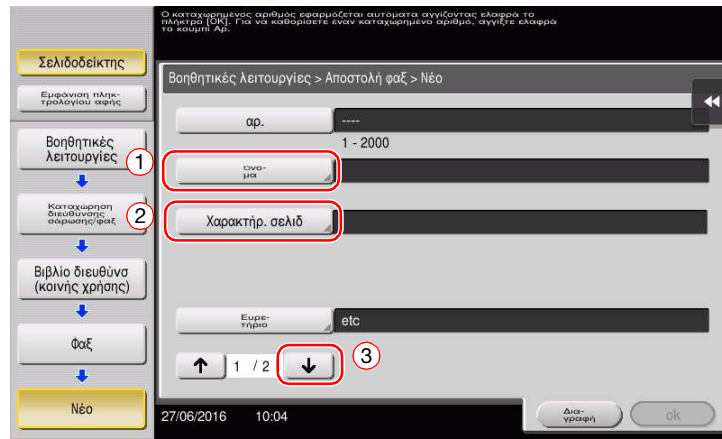 Ο καταχωρημένος αριθμός εφαρμόζεται αυτόματα αγγίζοντας ελαφρά το
πλήκτρο [OK]. Για να καθορίσετε έναν καταχωρημένο αριθμό, αγγίξτε ελαφρά
το κουμπί Αρ.
Σελιδοδείκτης
Εμφάνιση πληκ-
τρολογίου αφής
Βοηθητικές
λειτουργίες
Καταχώρηση
διεύθυνσης
σάρωσης/φαξ
Βιβλίο διευθύνσ
(κοινής χρήσης)
Φαξ
Νέο
Βοηθητικές λειτουργίες > Αποστολή φαξ > Νέο
αρ.
----
1 - 2000
1
Όνο-
μα
2
Χαρακτήρ. σελιδ
Ευρε-
τήριο
etc
1 / 2
3
27/06/2016 10:04
Δια-
γραφή
ok